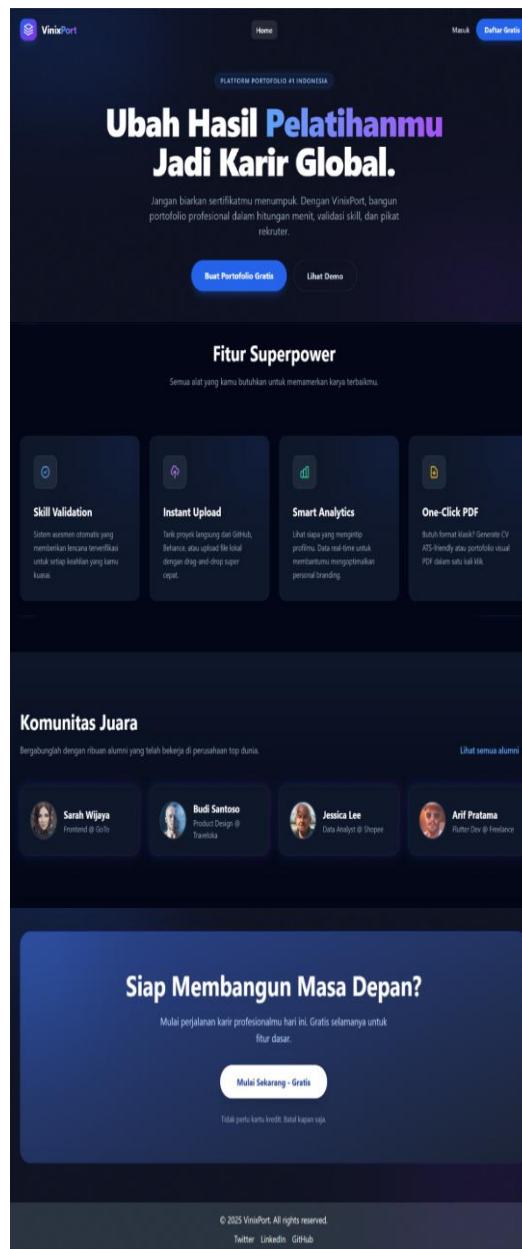 VinixPort
Home
Masuk
Daftar Gratis
PLATFORM PORTOFOLIO #1 INDONESIA
Ubah Hasil Pelatihanmu
Jadi Karir Global.
Jangan biarkan sertifikatmu menumpuk. Dengan VinixPort, bangun
portofolio profesional dalam hitungan menit, validasi skill, dan pikat
rekruter.
Buat Portofolio Gratis
Lihat Demo
Fitur Superpower
Semua alat yang kamu butuhkan untuk memamerkan karya terbaikmu.
Skill Validation
Sistem asesmen otomatis yang
memberikan lencana terverifikasi
untuk setiap keahlian yang kamu
kuasai.
Instant Upload
Tarik proyek langsung dari GitHub,
Behance, atau upload file lokal
dengan drag-and-drop super
cepat.
Smart Analytics
Lihat siapa yang mengintip
profilmu. Data real-time untuk
membantumu mengoptimalkan
personal branding.
One-Click PDF
Butuh format klasik? Generate CV
ATS-friendly atau portofolio visual
PDF dalam satu kali klik.
Komunitas Juara
Bergabunglah dengan ribuan alumni yang telah bekerja di perusahaan top dunia.
Lihat semua alumni
Sarah Wijaya
Frontend @ GoTo
Budi Santoso
Product Design @
Traveloka
Jessica Lee
Data Analyst @ Shopee
Arif Pratama
Flutter Dev @ Freelance
Siap Membangun Masa Depan?
Mulai perjalanan karir profesionalmu hari ini. Gratis selamanya untuk
fitur dasar.
Mulai Sekarang - Gratis
Tidak perlu kartu kredit. Batal kapan saja.
© 2025 VinixPort. All rights reserved.
Twitter LinkedIn GitHub